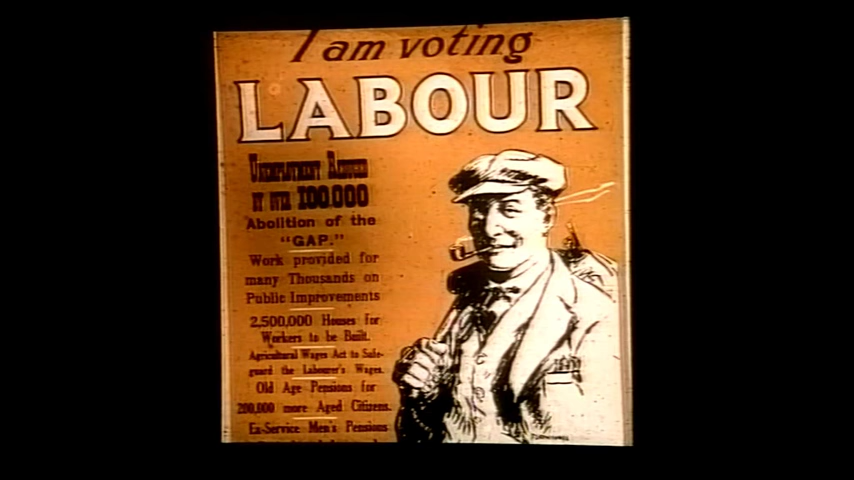 I am voting
LABOUR
UNEMPLOYMENT REDUCED
BY OVER 100,000
Abolition of the
"GAP."
Work provided for
many Thousands on
Public Improvements
2,500,000 Houses for
Workers to be Built.
Agricultural Wages Act to Safe-
guard the Labourer's Wages.
Old Age Pensions for
200,000 more Aged Citizens.
Ex-Service Men's Pensions